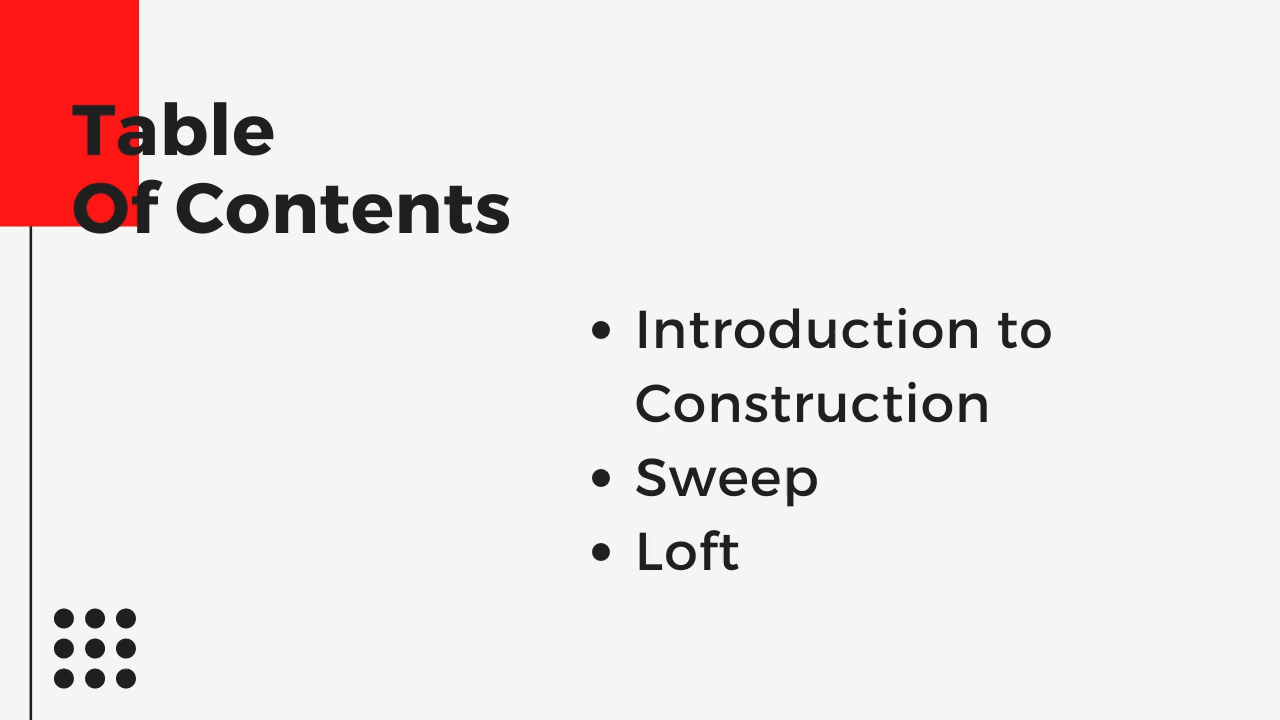 Table
Of Contents
• Introduction to
Construction
• Sweep
• Loft